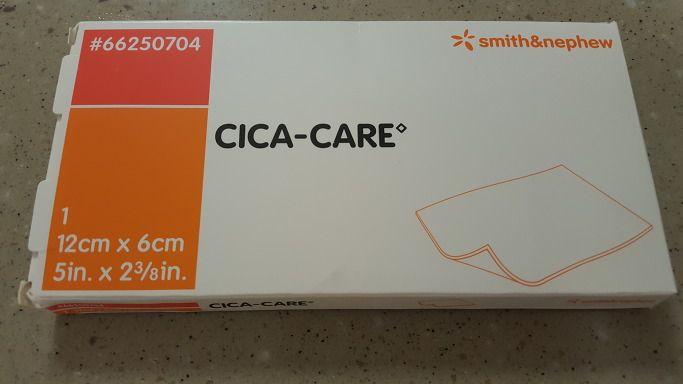 #66250704
smith&nephew
CICA-CARE◇
1
12cm x 6cm
5in. x 2³/₈in.
CICA-CARE◇